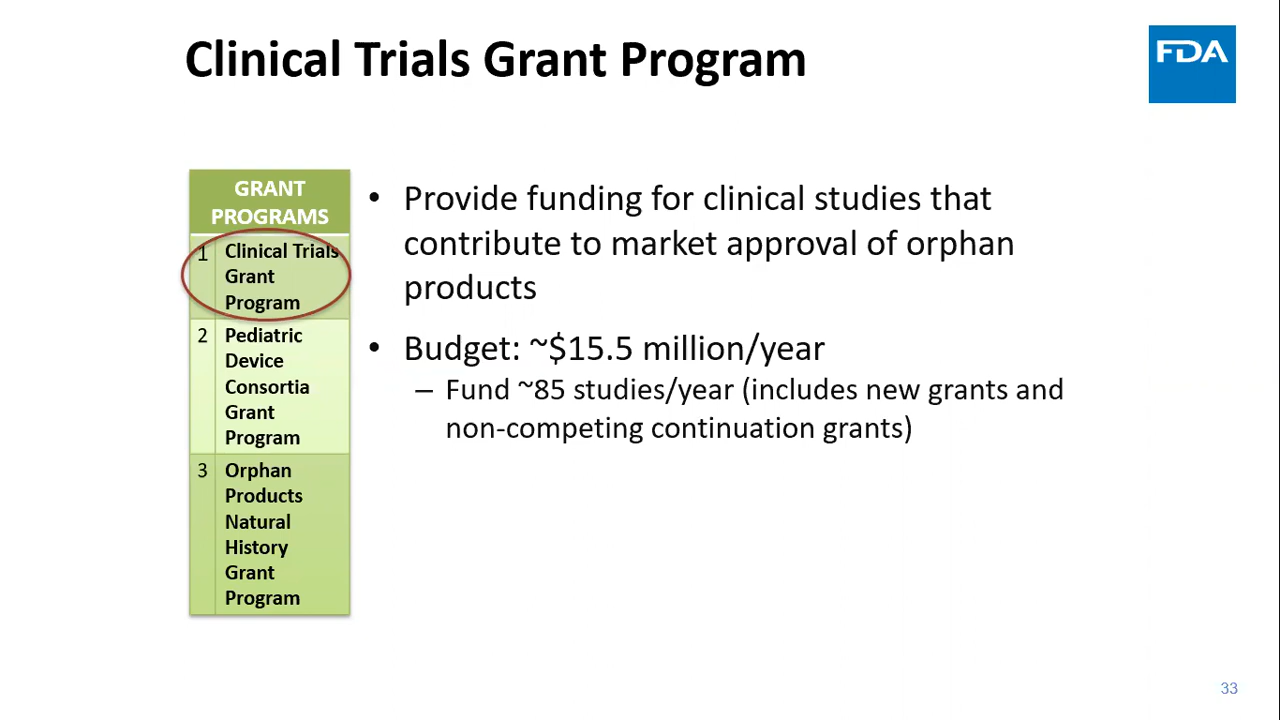 Clinical Trials Grant Program
FDA
GRANT
PROGRAMS
1 Clinical Trials
Grant
Program
2 Pediatric
Device
Consortia
Grant
Program
3 Orphan
Products
Natural
History
Grant
Program
• Provide funding for clinical studies that
contribute to market approval of orphan
products
• Budget: ~$15.5 million/year
– Fund ~85 studies/year (includes new grants and
non-competing continuation grants)
33